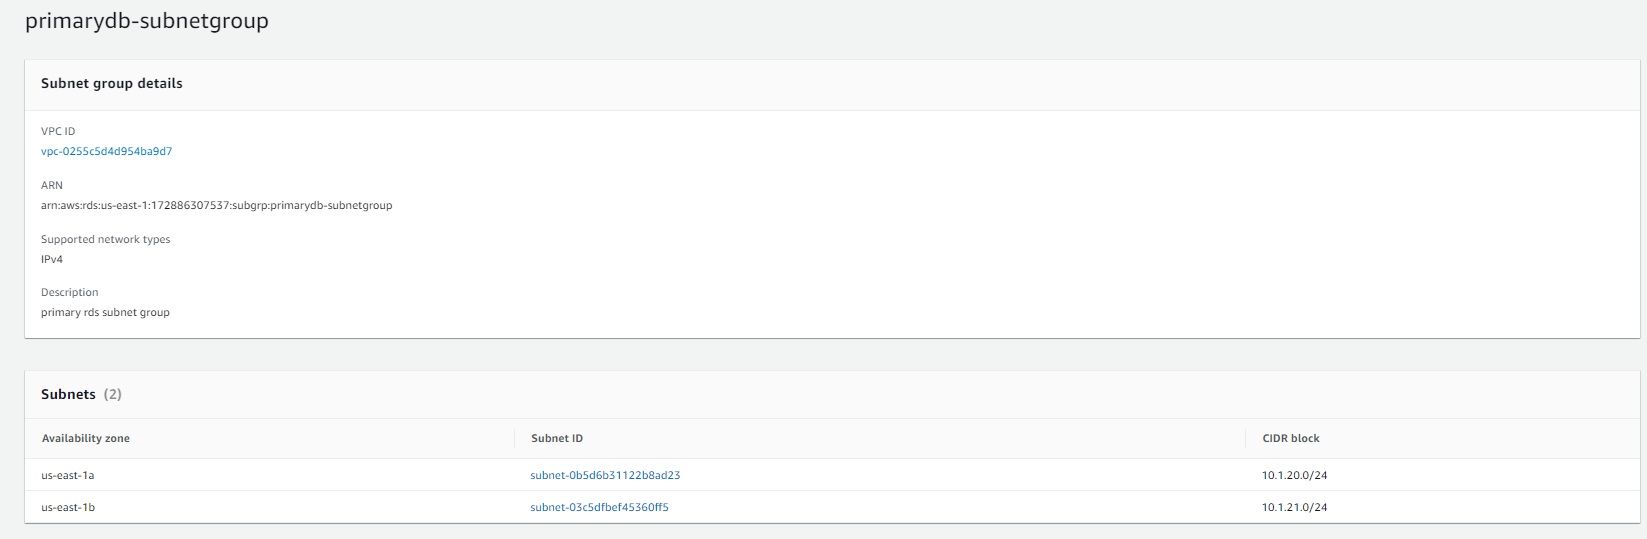 primarydb-subnetgroup
Subnet group details
VPC ID
vpc-0255c5d4d954ba9d7
ARN
arn:aws:rds:us-east-1:172886307537:subgrp:primarydb-subnetgroup
Supported network types
IPv4
Description
primary rds subnet group
Subnets (2)
Availability zone Subnet ID CIDR block
us-east-1a subnet-0b5d6b31122b8ad23 10.1.20.0/24
us-east-1b subnet-03c5dfbef45360ff5 10.1.21.0/24